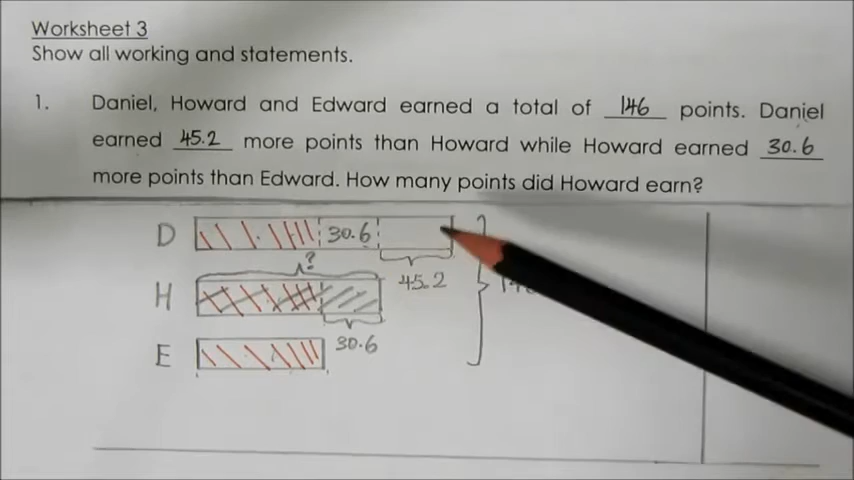 Worksheet 3
Show all working and statements.
1. Daniel, Howard and Edward earned a total of 146 points. Daniel
earned 45.2 more points than Howard while Howard earned 30.6
more points than Edward. How many points did Howard earn?
D 30.6
?
45.2
H
30.6
E